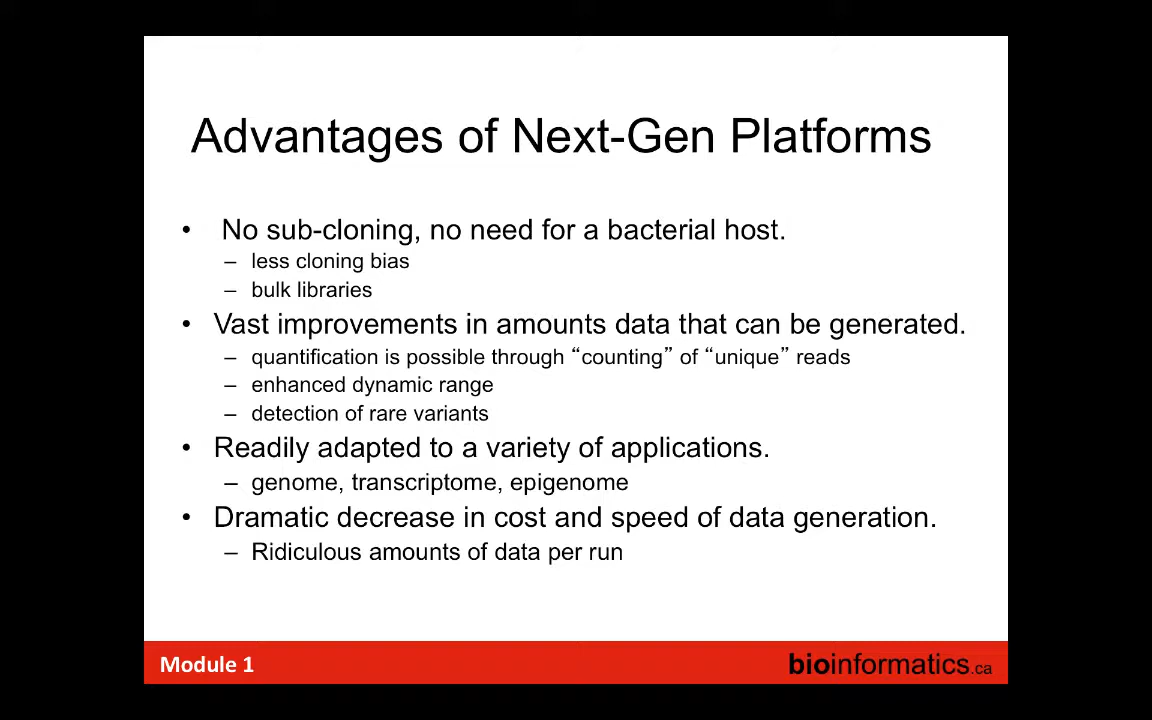 Advantages of Next-Gen Platforms
• No sub-cloning, no need for a bacterial host.
– less cloning bias
– bulk libraries
• Vast improvements in amounts data that can be generated.
– quantification is possible through “counting” of “unique” reads
– enhanced dynamic range
– detection of rare variants
• Readily adapted to a variety of applications.
– genome, transcriptome, epigenome
• Dramatic decrease in cost and speed of data generation.
– Ridiculous amounts of data per run
Module 1
bioinformatics.ca